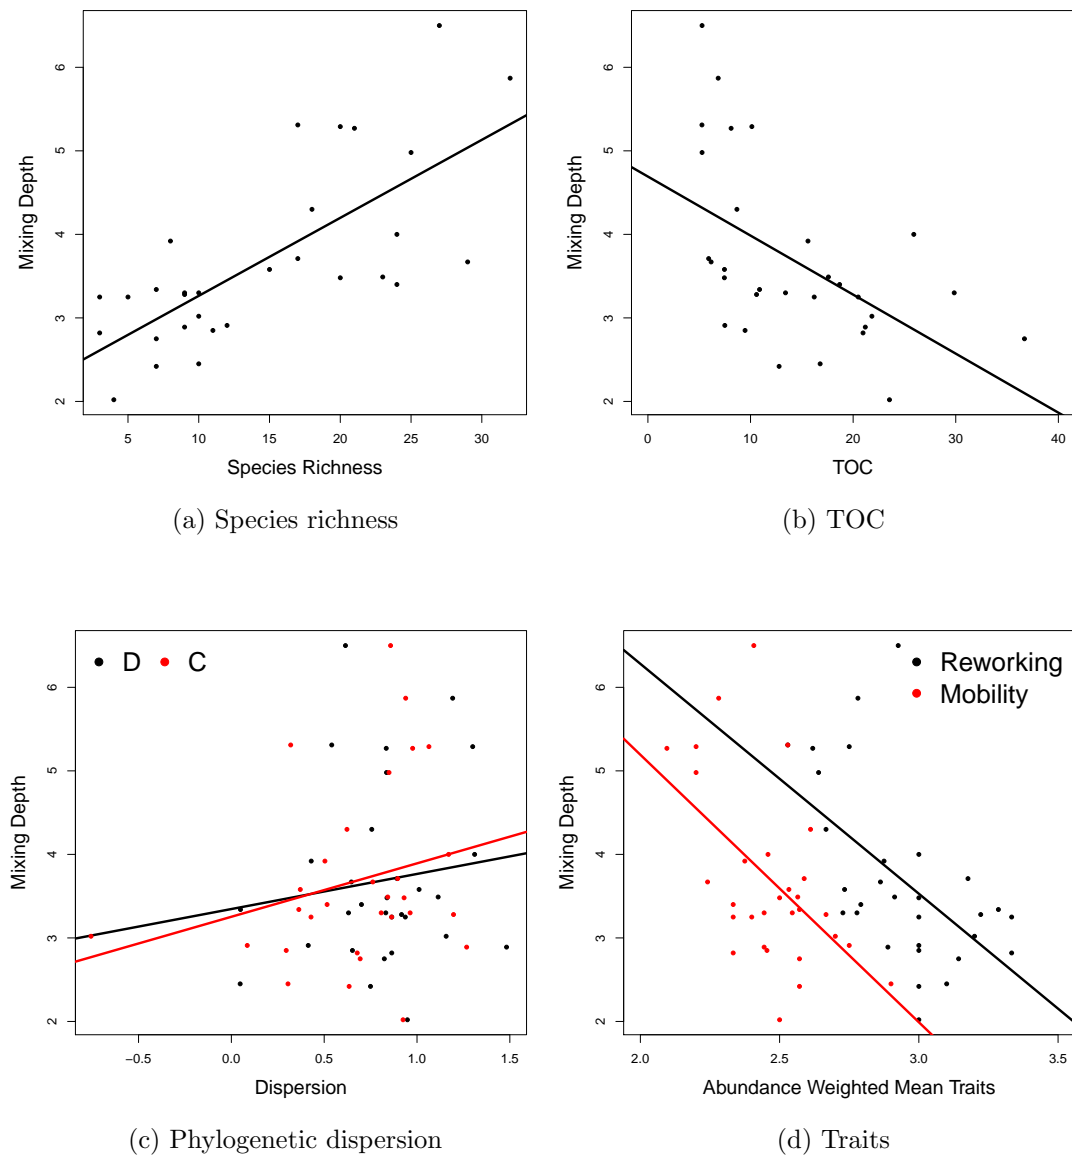 6
5
4
3
2
Mixing Depth
5 10 15 20 25 30
Species Richness
(a) Species richness
6
5
4
3
2
Mixing Depth
0 10 20 30 40
TOC
(b) TOC
D C
6
5
4
3
2
Mixing Depth
−0.5 0.0 0.5 1.0 1.5
Dispersion
(c) Phylogenetic dispersion
Reworking
Mobility
6
5
4
3
2
Mixing Depth
2.0 2.5 3.0 3.5
Abundance Weighted Mean Traits
(d) Traits